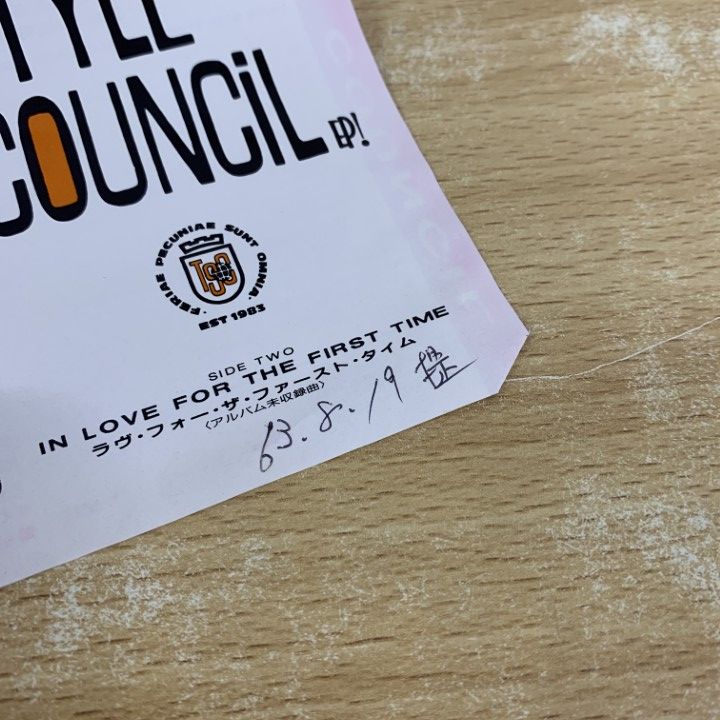 STYLE
COUNCiL EP!
FERIAE PECUNIAE SUNT OMNIA
TSC
EST 1983
SIDE TWO
IN LOVE FOR THE FIRST TIME
ラヴ・フォー・ザ・ファースト・タイム
〈アルバム未収録曲〉
63.8.19